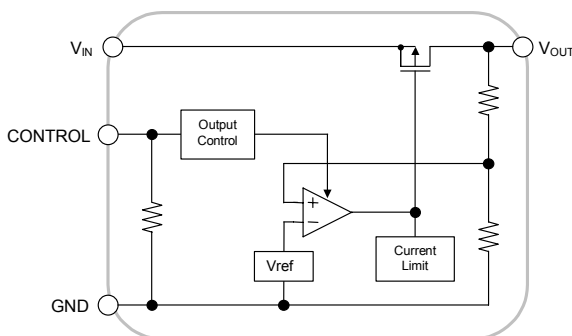 VIN
VOUT
CONTROL
Output
Control
+
−
Vref
Current
Limit
GND